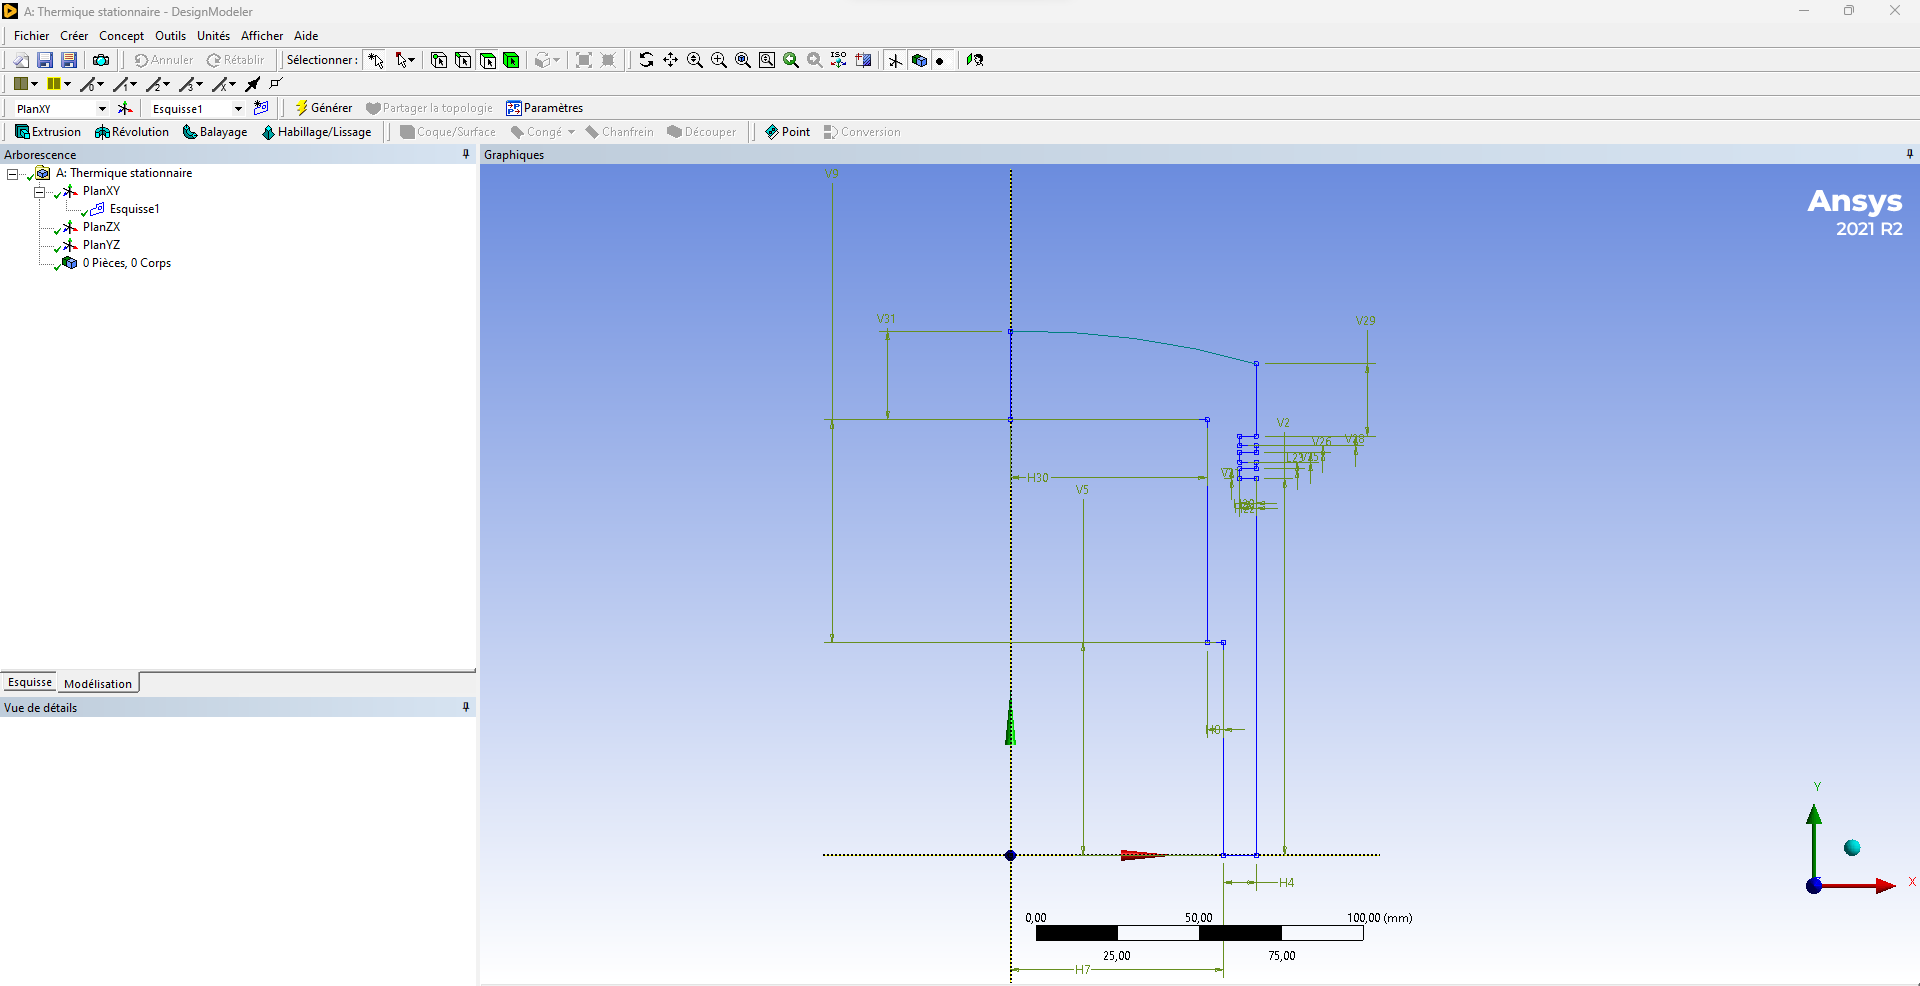 A: Thermique stationnaire - DesignModeler
Fichier Créer Concept Outils Unités Afficher Aide
Annuler Rétablir Sélectionner : ISO
PlanXY Esquisse1 Générer Partager la topologie Paramètres
Extrusion Révolution Balayage Habillage/Lissage Coque/Surface Congé Chanfrein Découper Point Conversion
Arborescence
A: Thermique stationnaire
PlanXY
Esquisse1
PlanZX
PlanYZ
0 Pièces, 0 Corps
Esquisse Modélisation
Vue de détails
Graphiques
Ansys
2021 R2
V9
V31
V29
V2
V26
V28
H30
V5
H4
H7
0,00 50,00 100,00 (mm)
25,00 75,00
Y
X